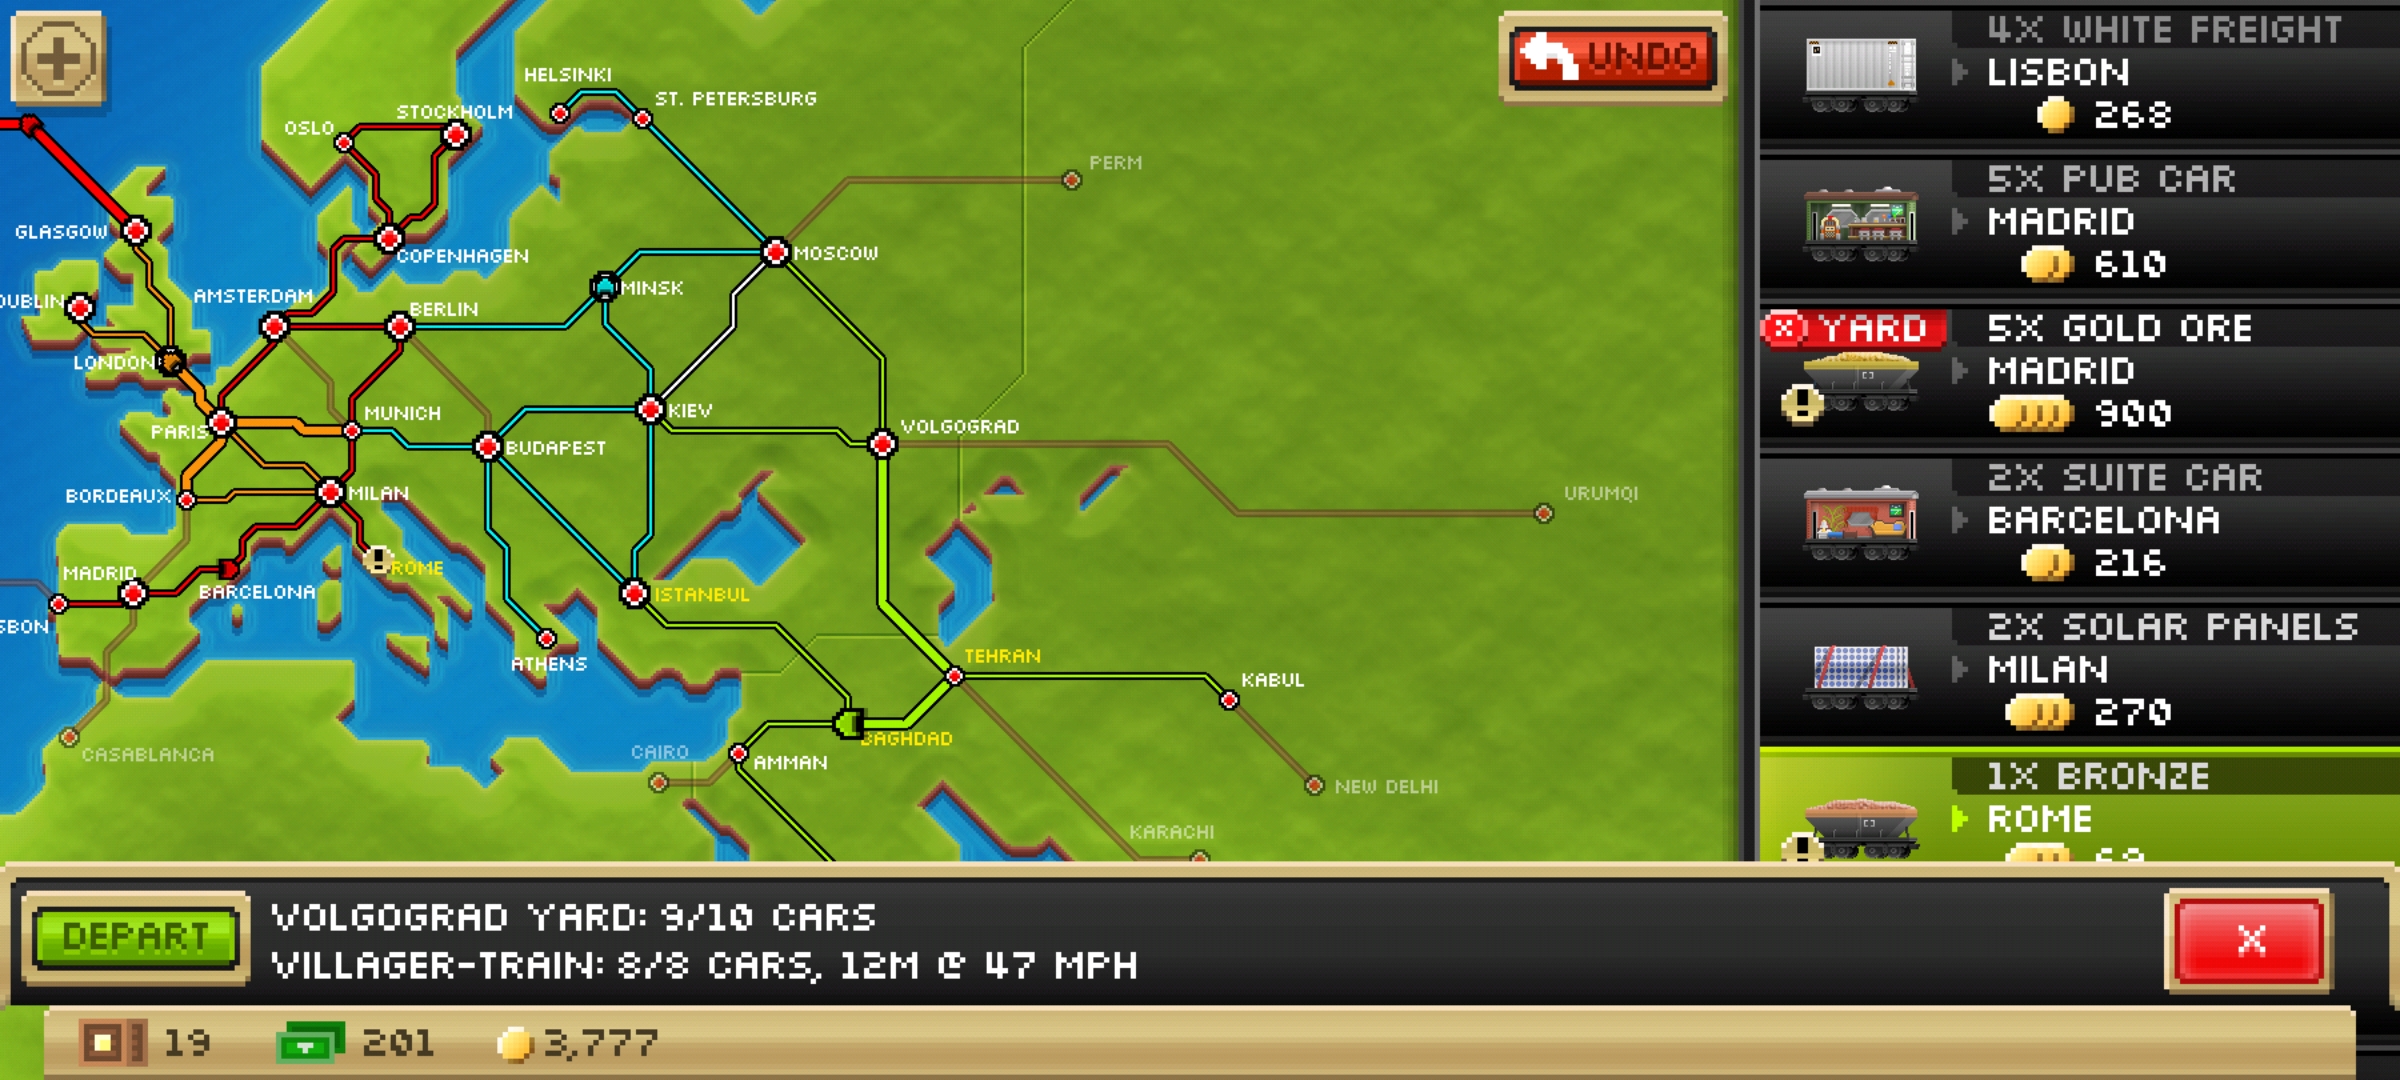 UNDO
HELSINKI
ST. PETERSBURG
STOCKHOLM
OSLO
PERM
GLASGOW
COPENHAGEN
MOSCOW
MINSK
AMSTERDAM
DUBLIN
BERLIN
LONDON
MUNICH
KIEV
PARIS
BUDAPEST
VOLGOGRAD
BORDEAUX
MILAN
URUMQI
MADRID
ROME
BARCELONA
ISTANBUL
SBON
ATHENS
TEHRAN
KABUL
BAGHDAD
CASABLANCA
CAIRO
AMMAN
NEW DELHI
KARACHI
4X WHITE FREIGHT
LISBON
268
5X PUB CAR
MADRID
610
YARD
5X GOLD ORE
MADRID
900
2X SUITE CAR
BARCELONA
216
2X SOLAR PANELS
MILAN
270
1X BRONZE
ROME
DEPART
VOLGOGRAD YARD: 9/10 CARS
VILLAGER-TRAIN: 8/8 CARS, 12M @ 47 MPH
X
19
201
3,777